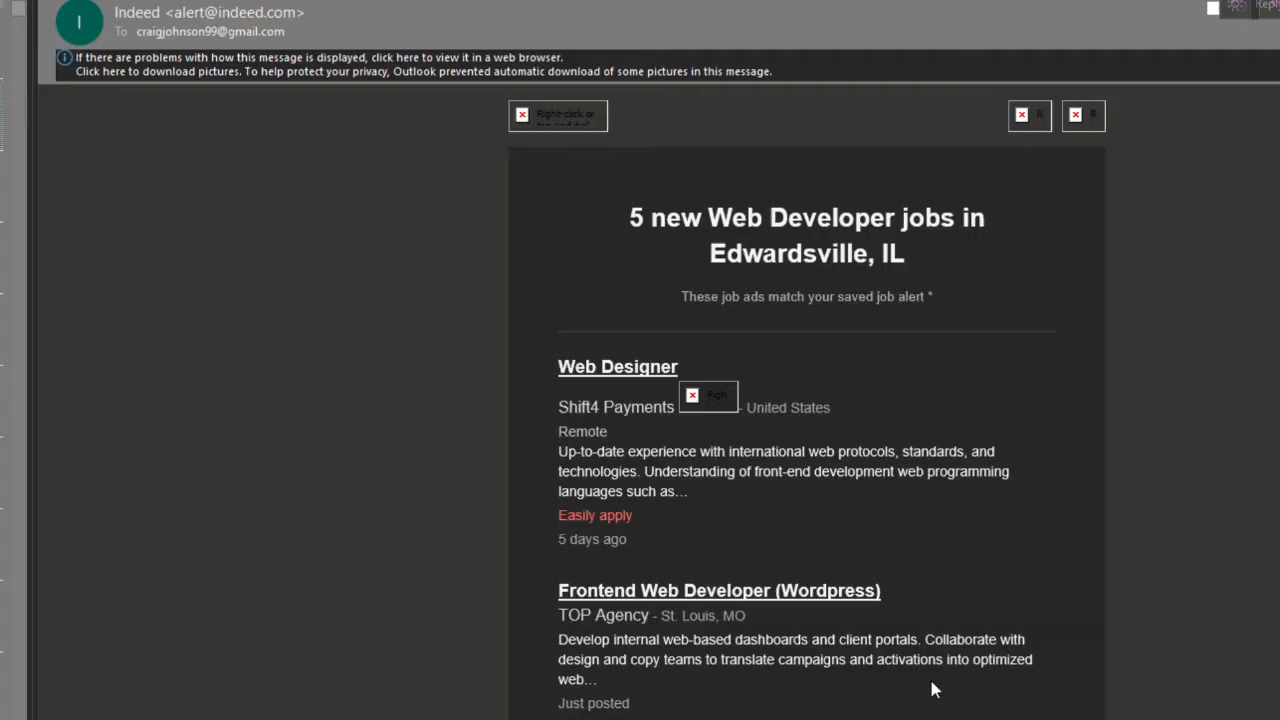 I
Indeed <alert@indeed.com>
To craigjohnson99@gmail.com
If there are problems with how this message is displayed, click here to view it in a web browser.
Click here to download pictures. To help protect your privacy, Outlook prevented automatic download of some pictures in this message.
Right-click or
R
R
5 new Web Developer jobs in
Edwardsville, IL
These job ads match your saved job alert *
Web Designer
Shift4 Payments Righ - United States
Remote
Up-to-date experience with international web protocols, standards, and
technologies. Understanding of front-end development web programming
languages such as…
Easily apply
5 days ago
Frontend Web Developer (Wordpress)
TOP Agency - St. Louis, MO
Develop internal web-based dashboards and client portals. Collaborate with
design and copy teams to translate campaigns and activations into optimized
web…
Just posted